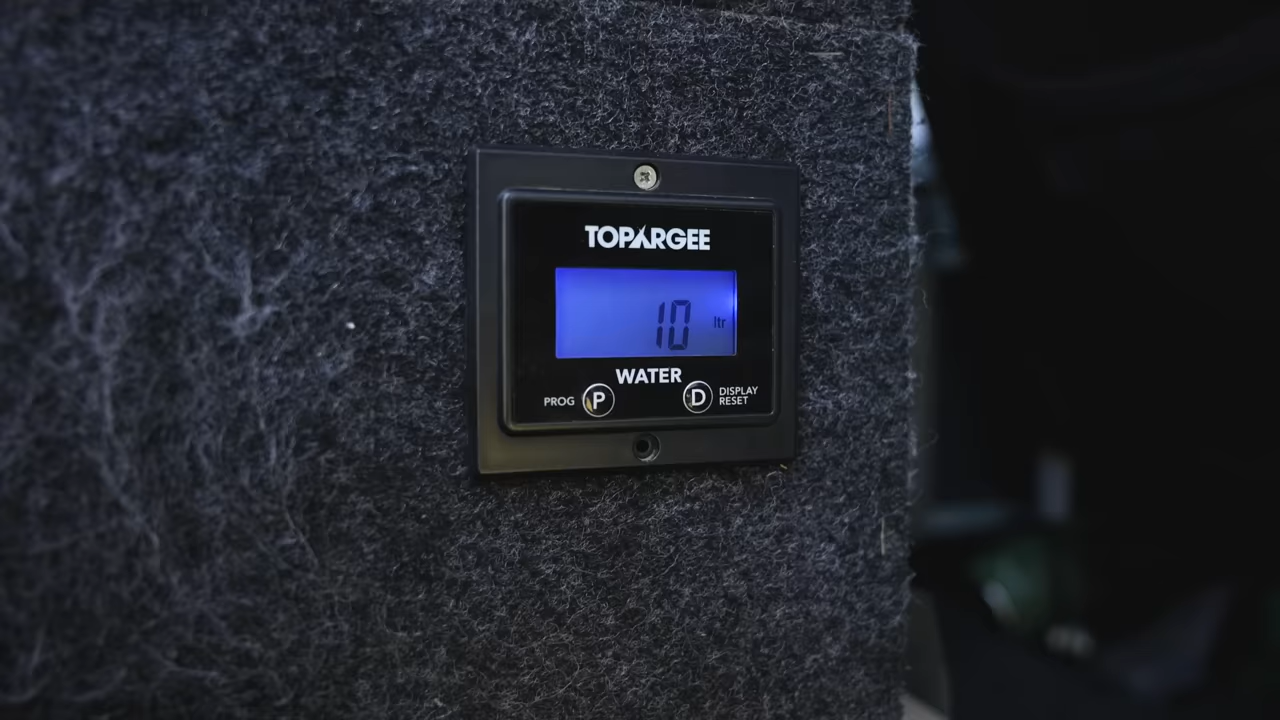 TOPARGEE
10 ltr
WATER
PROG P
D DISPLAY
RESET